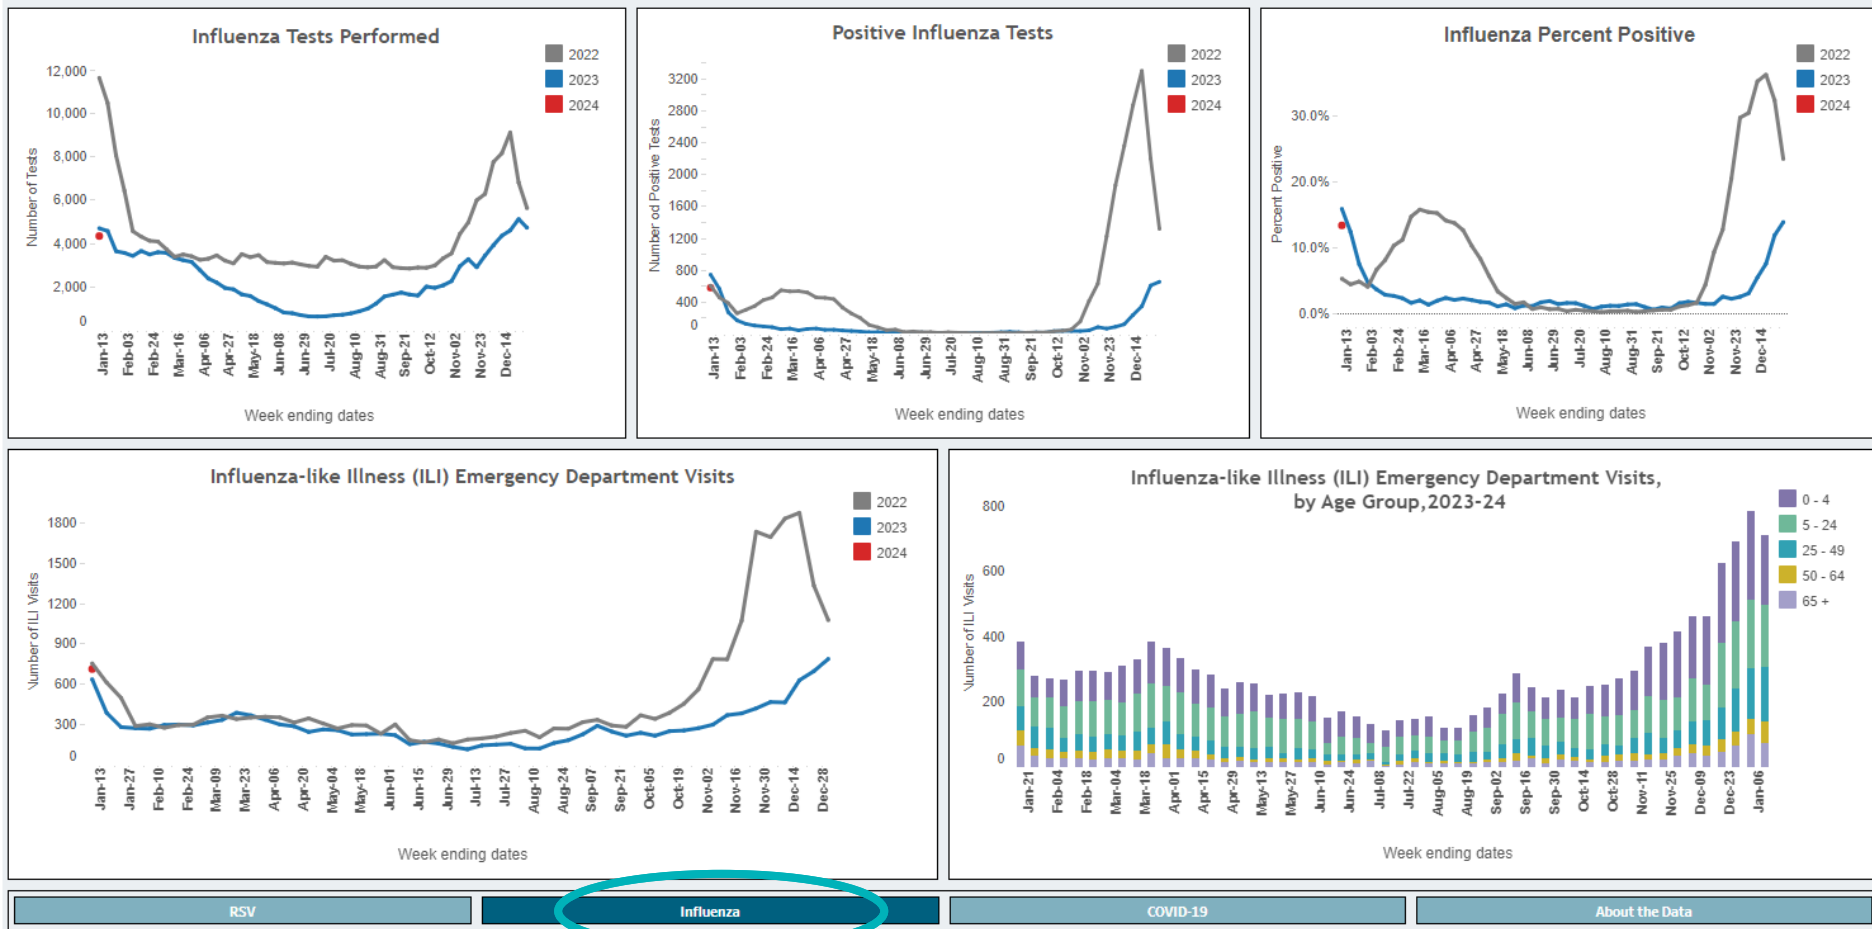 Influenza Tests Performed
2022
2023
2024
12,000
10,000
8,000
6,000
4,000
2,000
0
Number of Tests
Jan-13
Feb-03
Feb-24
Mar-16
Apr-06
Apr-27
May-18
Jun-08
Jun-29
Jul-20
Aug-10
Aug-31
Sep-21
Oct-12
Nov-02
Nov-23
Dec-14
Week ending dates
Positive Influenza Tests
2022
2023
2024
3200
2800
2400
2000
1600
1200
800
400
0
Number od Positive Tests
Jan-13
Feb-03
Feb-24
Mar-16
Apr-06
Apr-27
May-18
Jun-08
Jun-29
Jul-20
Aug-10
Aug-31
Sep-21
Oct-12
Nov-02
Nov-23
Dec-14
Week ending dates
Influenza Percent Positive
2022
2023
2024
30.0%
20.0%
10.0%
0.0%
Percent Positive
Jan-13
Feb-03
Feb-24
Mar-16
Apr-06
Apr-27
May-18
Jun-08
Jun-29
Jul-20
Aug-10
Aug-31
Sep-21
Oct-12
Nov-02
Nov-23
Dec-14
Week ending dates
Influenza-like Illness (ILI) Emergency Department Visits
2022
2023
2024
1800
1500
1200
900
600
300
0
Number of ILI Visits
Jan-13
Jan-27
Feb-10
Feb-24
Mar-09
Mar-23
Apr-06
Apr-20
May-04
May-18
Jun-01
Jun-15
Jun-29
Jul-13
Jul-27
Aug-10
Aug-24
Sep-07
Sep-21
Oct-05
Oct-19
Nov-02
Nov-16
Nov-30
Dec-14
Dec-28
Week ending dates
Influenza-like Illness (ILI) Emergency Department Visits,
by Age Group,2023-24
0 - 4
5 - 24
25 - 49
50 - 64
65 +
800
600
400
200
0
Number of ILI Visits
Jan-21
Feb-04
Feb-18
Mar-04
Mar-18
Apr-01
Apr-15
Apr-29
May-13
May-27
Jun-10
Jun-24
Jul-08
Jul-22
Aug-05
Aug-19
Sep-02
Sep-16
Sep-30
Oct-14
Oct-28
Nov-11
Nov-25
Dec-09
Dec-23
Jan-06
Week ending dates
RSV
Influenza
COVID-19
About the Data